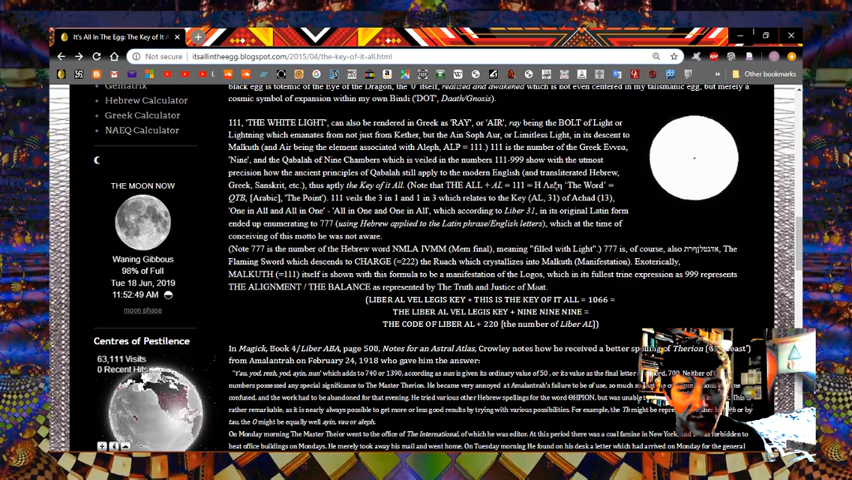 It's All In The Egg: The Key of It A
Not secure
itsallintheegg.blogspot.com/2015/04/the-key-of-it-all.html
Other bookmarks
Gematrix
Hebrew Calculator
Greek Calculator
NAEQ Calculator
THE MOON NOW
Waning Gibbous
98% of Full
Tue 18 Jun, 2019
11:52:49 AM
moon phase
Centres of Pestilence
63,111 Visits
0 Recent Hits
black egg is totemic of the Eye of the Dragon, the '0' itself, realized and awakened which is not even centered in my talismanic egg, but merely a
cosmic symbol of expansion within my own Bindi ('DOT', Death/Gnosis).
111, 'THE WHITE LIGHT', can also be rendered in Greek as 'RAY', or 'AIR', ray being the BOLT of Light or
Lightning which emanates from not just from Kether, but the Ain Soph Aur, or Limitless Light, in its descent to
Malkuth (and Air being the element associated with Aleph, ALP = 111.) 111 is the number of the Greek Εννεα,
'Nine', and the Qabalah of Nine Chambers which is veiled in the numbers 111-999 show with the utmost
precision how the ancient principles of qabalah still apply to the modern English (and transliterated Hebrew,
Greek, Sanskrit, etc.), thus aptly the Key of it All. (Note that THE ALL + AL = 111 = Η Λεξη 'The Word' =
QTB, [Arabic], 'The Point'). 111 veils the 3 in 1 and 1 in 3 which relates to the Key (AL, 31) of Achad (13),
'One in All and All in One' - 'All in One and One in All', which according to Liber 31, in its original Latin form
ended up enumerating to 777 (using Hebrew applied to the Latin phrase/English letters), which at the time of
conceiving of this motto he was not aware.
(Note 777 is the number of the Hebrew word NMLA IVMM (Mem final), meaning "filled with Light".) 777 is, of course, also The
Flaming Sword which descends to CHARGE (=222) the Ruach which crystallizes into Malkuth (Manifestation). Exoterically,
MALKUTH (=111) itself is shown with this formula to be a manifestation of the Logos, which in its fullest trine expression as 999 represents
THE ALIGNMENT / THE BALANCE as represented by The Truth and Justice of Maat.
(LIBER AL VEL LEGIS KEY + THIS IS THE KEY OF IT ALL = 1066 =
THE LIBER AL VEL LEGIS KEY + NINE NINE NINE =
THE CODE OF LIBER AL + 220 [the number of Liber AL])
In Magick, Book 4/Liber ABA, page 508, Notes for an Astral Atlas, Crowley notes how he received a better spelling of Therion
from Amalantrah on February 24, 1918 who gave him the answer:
"t'au, yod, resh, yod, ayin, nun' which adds to 740 or 1390, according as nun is given its ordinary value of 50, or its value as the final letter 700. Neither of
numbers possessed any special significance to The Master Therion. He became very annoyed at Amalantrah's failure to be of use, so much so
confused, and the work had to be abandoned for that evening. He tried various other Hebrew spellings for the word ΘΗΡΙΟΝ, but was unable This
rather remarkable, as it is nearly always possible to get more or less good results by trying with various possibilities. For example, the Th might be or by
tau, the O might be equally well ayin, vau or aleph.
On Monday morning The Master Therion went to the office of The International, of which he was editor. At this period there was a coal famine in New York, forbidden to
heat office buildings on Mondays. He merely took away his mail and went home. On Tuesday morning He found on his desk a letter which had arrived on Monday for the general